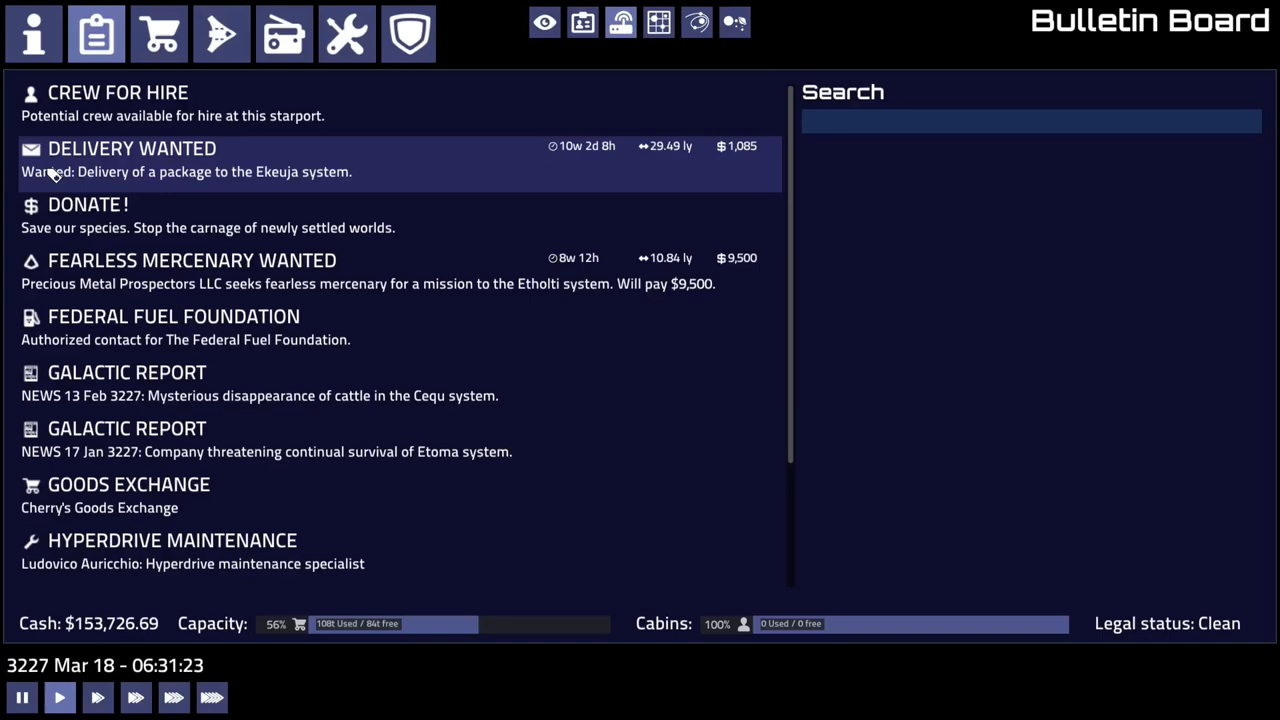 Bulletin Board
CREW FOR HIRE
Potential crew available for hire at this starport.
DELIVERY WANTED 10w 2d 8h 29.49 ly $1,085
Wanted: Delivery of a package to the Ekeuja system.
DONATE!
Save our species. Stop the carnage of newly settled worlds.
FEARLESS MERCENARY WANTED 8w 12h 10.84 ly $9,500
Precious Metal Prospectors LLC seeks fearless mercenary for a mission to the Etholti system. Will pay $9,500.
FEDERAL FUEL FOUNDATION
Authorized contact for The Federal Fuel Foundation.
GALACTIC REPORT
NEWS 13 Feb 3227: Mysterious disappearance of cattle in the Cequ system.
GALACTIC REPORT
NEWS 17 Jan 3227: Company threatening continual survival of Etoma system.
GOODS EXCHANGE
Cherry's Goods Exchange
HYPERDRIVE MAINTENANCE
Ludovico Auricchio: Hyperdrive maintenance specialist
Search
Cash: $153,726.69 Capacity: 56% 108t Used / 84t free Cabins: 100% 0 Used / 0 free Legal status: Clean
3227 Mar 18 - 06:31:23